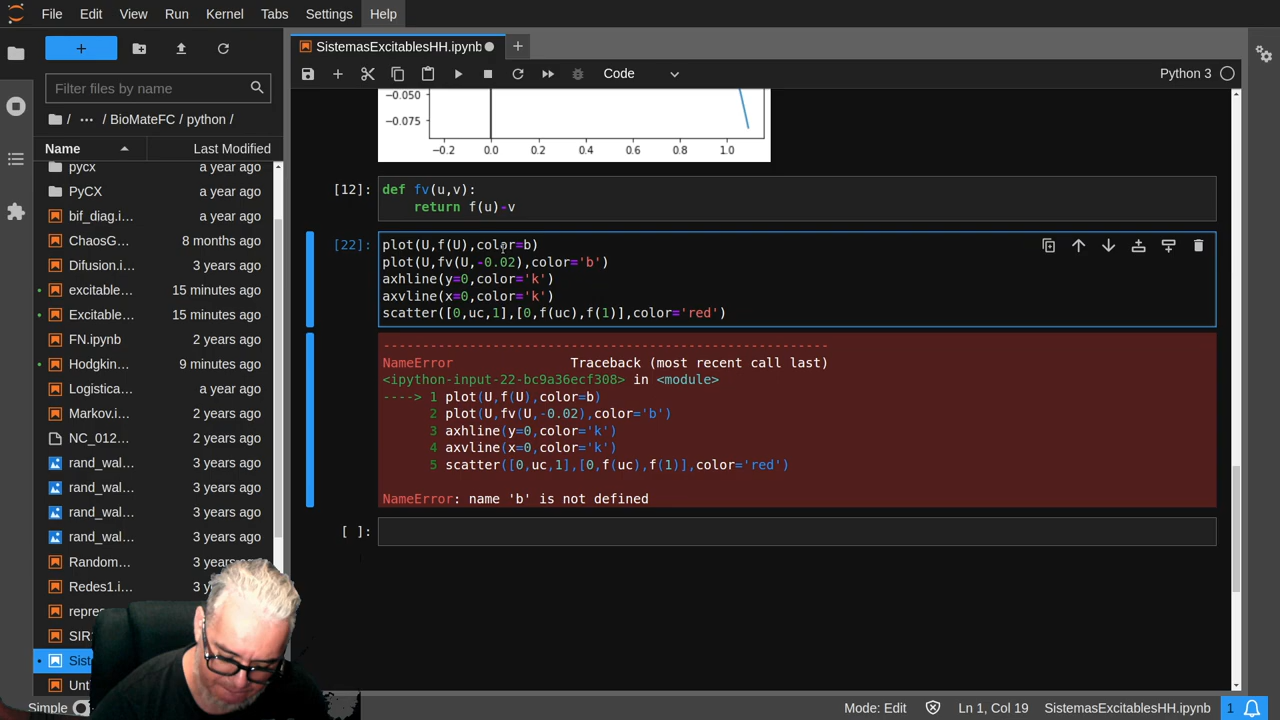 File Edit View Run Kernel Tabs Settings Help
SistemasExcitablesHH.ipynb
Code
Python 3
Filter files by name
/ ··· / BioMateFC / python /
Name Last Modified
pycx a year ago
PyCX a year ago
bif_diag.i… a year ago
ChaosG… 8 months ago
Difusion.i… 3 years ago
excitable… 15 minutes ago
Excitable… 15 minutes ago
FN.ipynb 2 years ago
Hodgkin… 9 minutes ago
Logistica… a year ago
Markov.i… 2 years ago
NC_012… 2 years ago
rand_wal… 3 years ago
rand_wal… 3 years ago
rand_wal… 3 years ago
rand_wal… 3 years ago
Random… 3 years ago
Redes1.i…
repres
SIR
Sist
Unt
−0.050
−0.075
−0.2 0.0 0.2 0.4 0.6 0.8 1.0
[12]: def fv(u,v):
return f(u)-v
[22]: plot(U,f(U),color=b)
plot(U,fv(U,-0.02),color='b')
axhline(y=0,color='k')
axvline(x=0,color='k')
scatter([0,uc,1],[0,f(uc),f(1)],color='red')
---------------------------------------------------------------------------
NameError Traceback (most recent call last)
<ipython-input-22-bc9a36ecf308> in <module>
----> 1 plot(U,f(U),color=b)
2 plot(U,fv(U,-0.02),color='b')
3 axhline(y=0,color='k')
4 axvline(x=0,color='k')
5 scatter([0,uc,1],[0,f(uc),f(1)],color='red')
NameError: name 'b' is not defined
[ ]:
Simple
Mode: Edit Ln 1, Col 19 SistemasExcitablesHH.ipynb 1